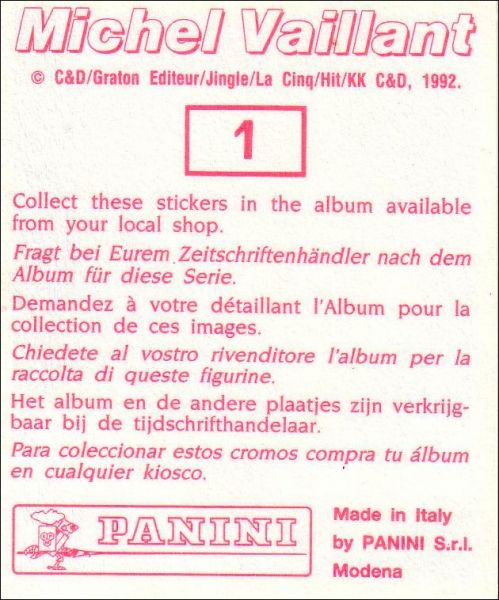 Michel Vaillant
© C&D/Graton Editeur/Jingle/La Cinq/Hit/KK C&D, 1992.
1
Collect these stickers in the album available
from your local shop.
Fragt bei Eurem Zeitschriftenhändler nach dem
Album für diese Serie.
Demandez à votre détaillant l'Album pour la
collection de ces images.
Chiedete al vostro rivenditore l'album per la
raccolta di queste figurine.
Het album en de andere plaatjes zijn verkrijg-
baar bij de tijdschrifthandelaar.
Para coleccionar estos cromos compra tu álbum
en cualquier kiosco.
PANINI
Made in Italy
by PANINI S.r.l.
Modena